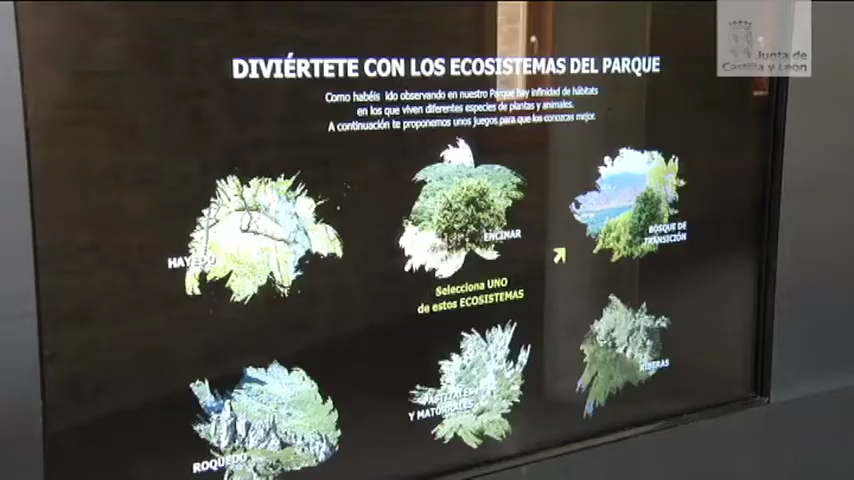 Junta de
Castilla y León
DIVIÉRTETE CON LOS ECOSISTEMAS DEL PARQUE
Como habéis ido observando en nuestro Parque hay infinidad de hábitats
en los que viven diferentes especies de plantas y animales.
A continuación te proponemos unos juegos para que los conozcas mejor.
HAYEDO
ENCINAR
BOSQUE DE
TRANSICIÓN
Selecciona UNO
de estos ECOSISTEMAS
ROQUEDO
PASTIZALES
Y MATORRALES
RIBERAS